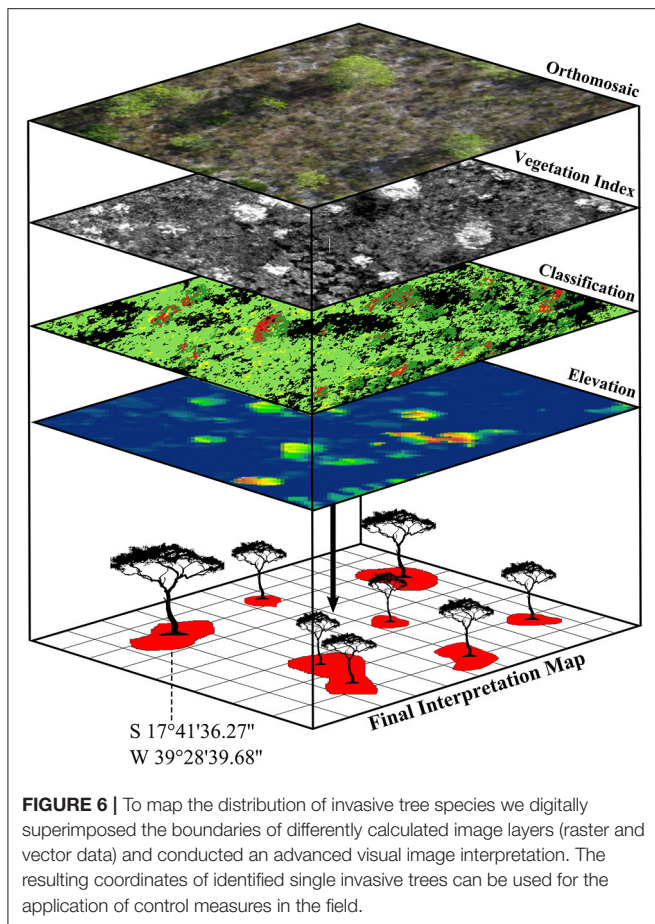 Orthomosaic
Vegetation Index
Classification
Elevation
Final Interpretation Map
S 17°41'36.27"
W 39°28'39.68"
FIGURE 6 | To map the distribution of invasive tree species we digitally
superimposed the boundaries of differently calculated image layers (raster and
vector data) and conducted an advanced visual image interpretation. The
resulting coordinates of identified single invasive trees can be used for the
application of control measures in the field.